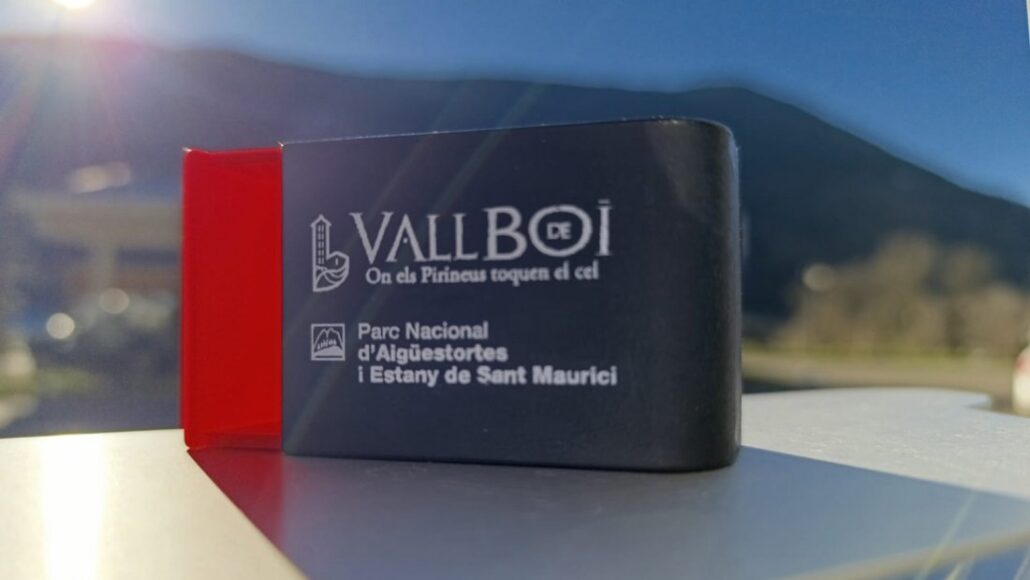 VALL DE BOÍ
On els Pirineus toquen el cel
Parc Nacional
d'Aigüestortes
i Estany de Sant Maurici